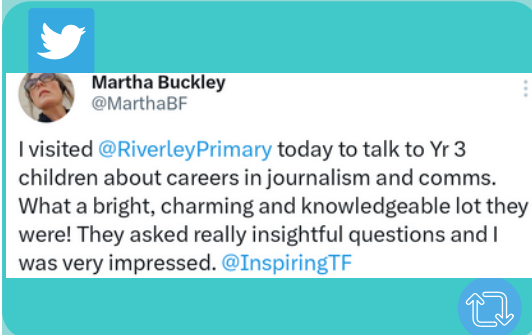 Martha Buckley
@MarthaBF
I visited @RiverleyPrimary today to talk to Yr 3
children about careers in journalism and comms.
What a bright, charming and knowledgeable lot they
were! They asked really insightful questions and I
was very impressed. @InspiringTF